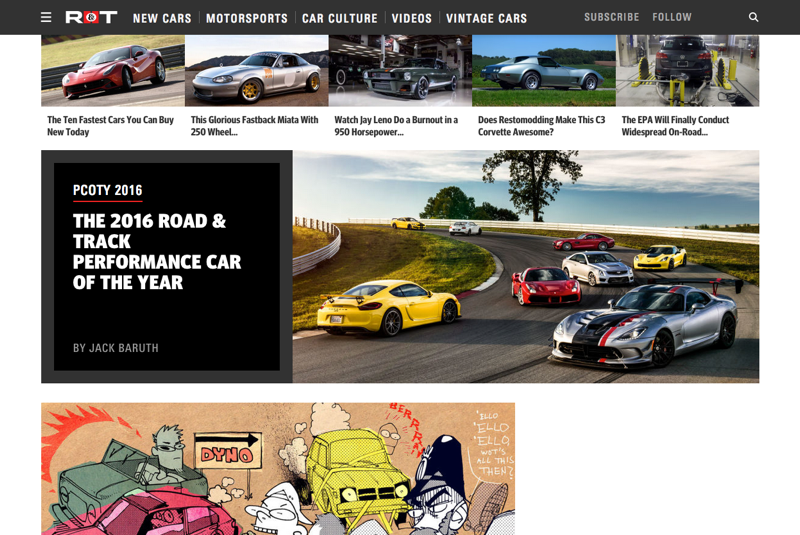 R&T
NEW CARS
MOTORSPORTS
CAR CULTURE
VIDEOS
VINTAGE CARS
SUBSCRIBE
FOLLOW
The Ten Fastest Cars You Can Buy
New Today
This Glorious Fastback Miata With
250 Wheel...
Watch Jay Leno Do a Burnout in a
950 Horsepower...
Does Restomodding Make This C3
Corvette Awesome?
The EPA Will Finally Conduct
Widespread On-Road...
PCOTY 2016
THE 2016 ROAD &
TRACK
PERFORMANCE CAR
OF THE YEAR
BY JACK BARUTH
DYNO
'ELLO
'ELLO
'ELLO
WOT'S
ALL THIS
THEN?